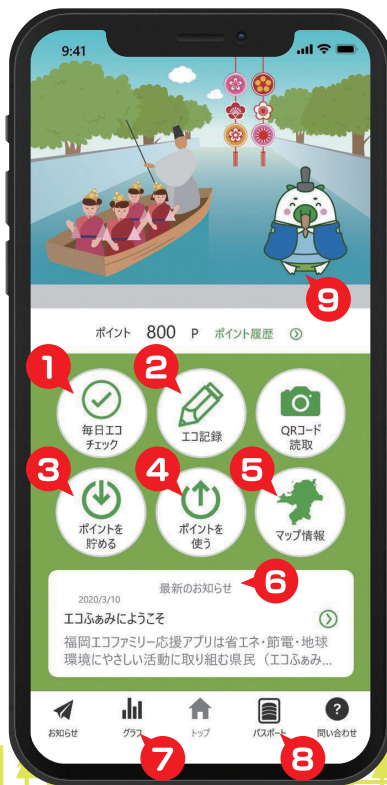 9:41
9
ポイント 800 P ポイント履歴
1
2
毎日エコ
チェック
エコ記録
QRコード
読取
3
4
5
ポイントを
貯める
ポイントを
使う
マップ情報
最新のお知らせ
6
2020/3/10
エコふぁみにようこそ
福岡エコファミリー応援アプリは省エネ・節電・地球
環境にやさしい活動に取り組む県民（エコふぁみ...
お知らせ
グラフ
トップ
パスポート
?
問い合わせ
7
8